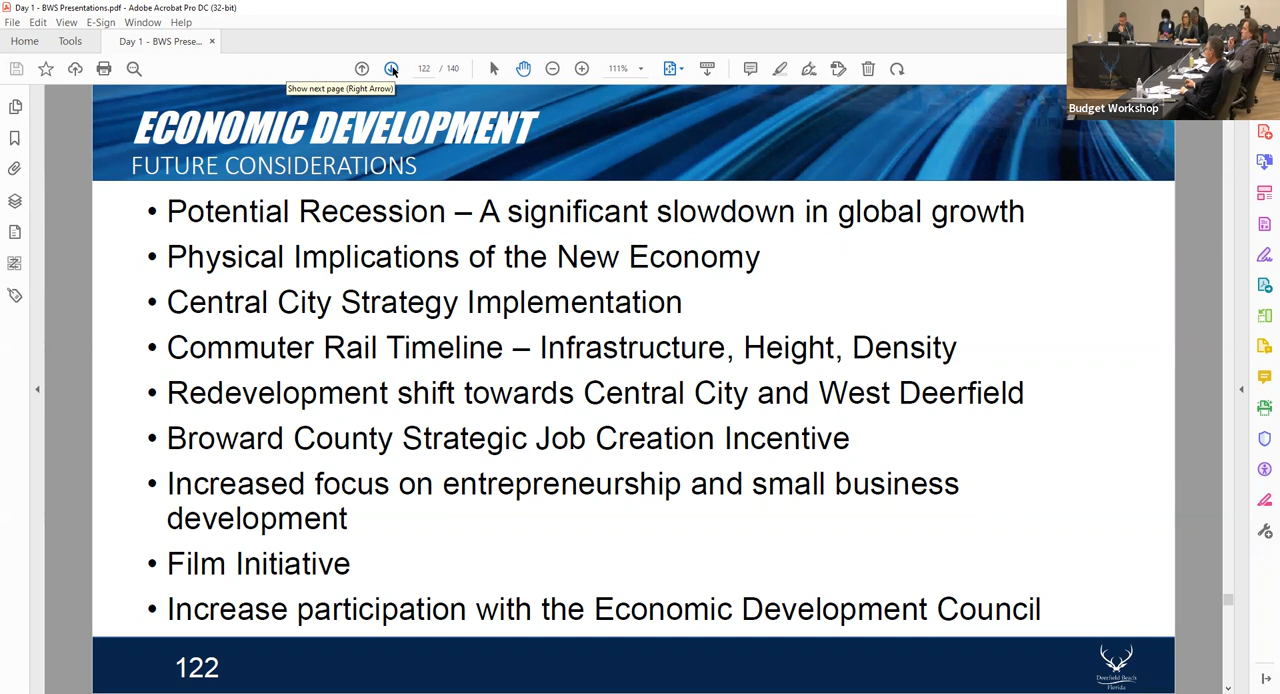 Day 1 - BWS Presentations.pdf - Adobe Acrobat Pro DC (32-bit)
File Edit View E-Sign Window Help
Home Tools Day 1 - BWS Prese... ×
122 / 140 111%
Show next page (Right Arrow)
Budget Workshop
ECONOMIC DEVELOPMENT
FUTURE CONSIDERATIONS
• Potential Recession – A significant slowdown in global growth
• Physical Implications of the New Economy
• Central City Strategy Implementation
• Commuter Rail Timeline – Infrastructure, Height, Density
• Redevelopment shift towards Central City and West Deerfield
• Broward County Strategic Job Creation Incentive
• Increased focus on entrepreneurship and small business
development
• Film Initiative
• Increase participation with the Economic Development Council
122
Deerfield Beach
Florida